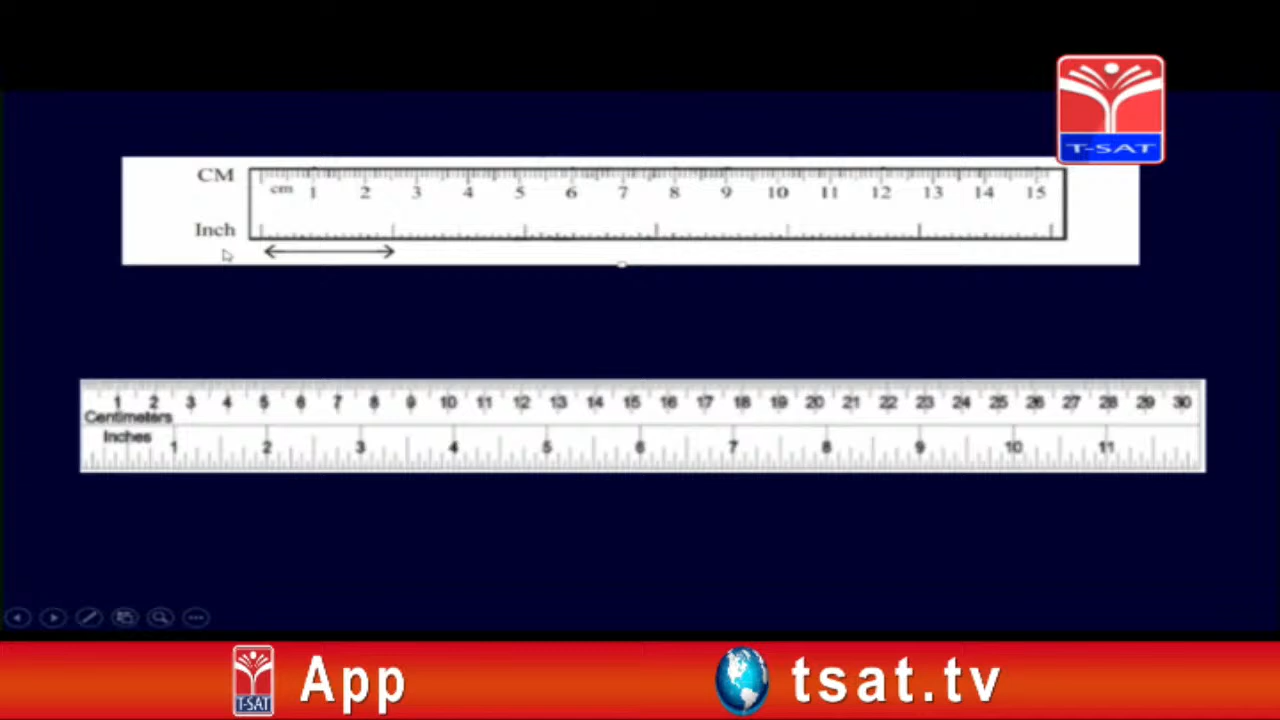 T-SAT
CM
cm 1 2 3 4 5 6 7 8 9 10 11 12 13 14 15
Inch
1 2 3 4 5 6 7 8 9 10 11 12 13 14 15 16 17 18 19 20 21 22 23 24 25 26 27 28 29 30
Centimeters
Inches
1 2 3 4 5 6 7 8 9 10 11
T-SAT App tsat.tv